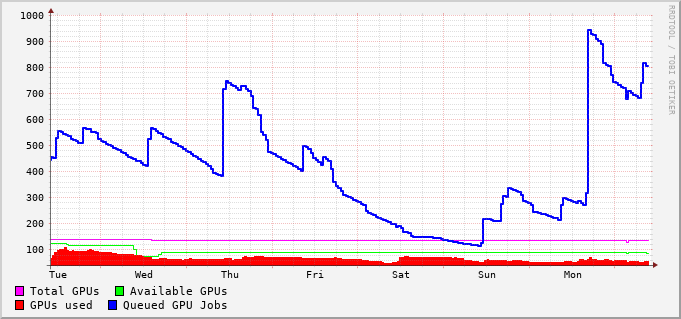 1000
900
800
700
600
500
400
300
200
100
Tue Wed Thu Fri Sat Sun Mon
Total GPUs Available GPUs
GPUs used Queued GPU Jobs
RRDTOOL / TOBI OETIKER